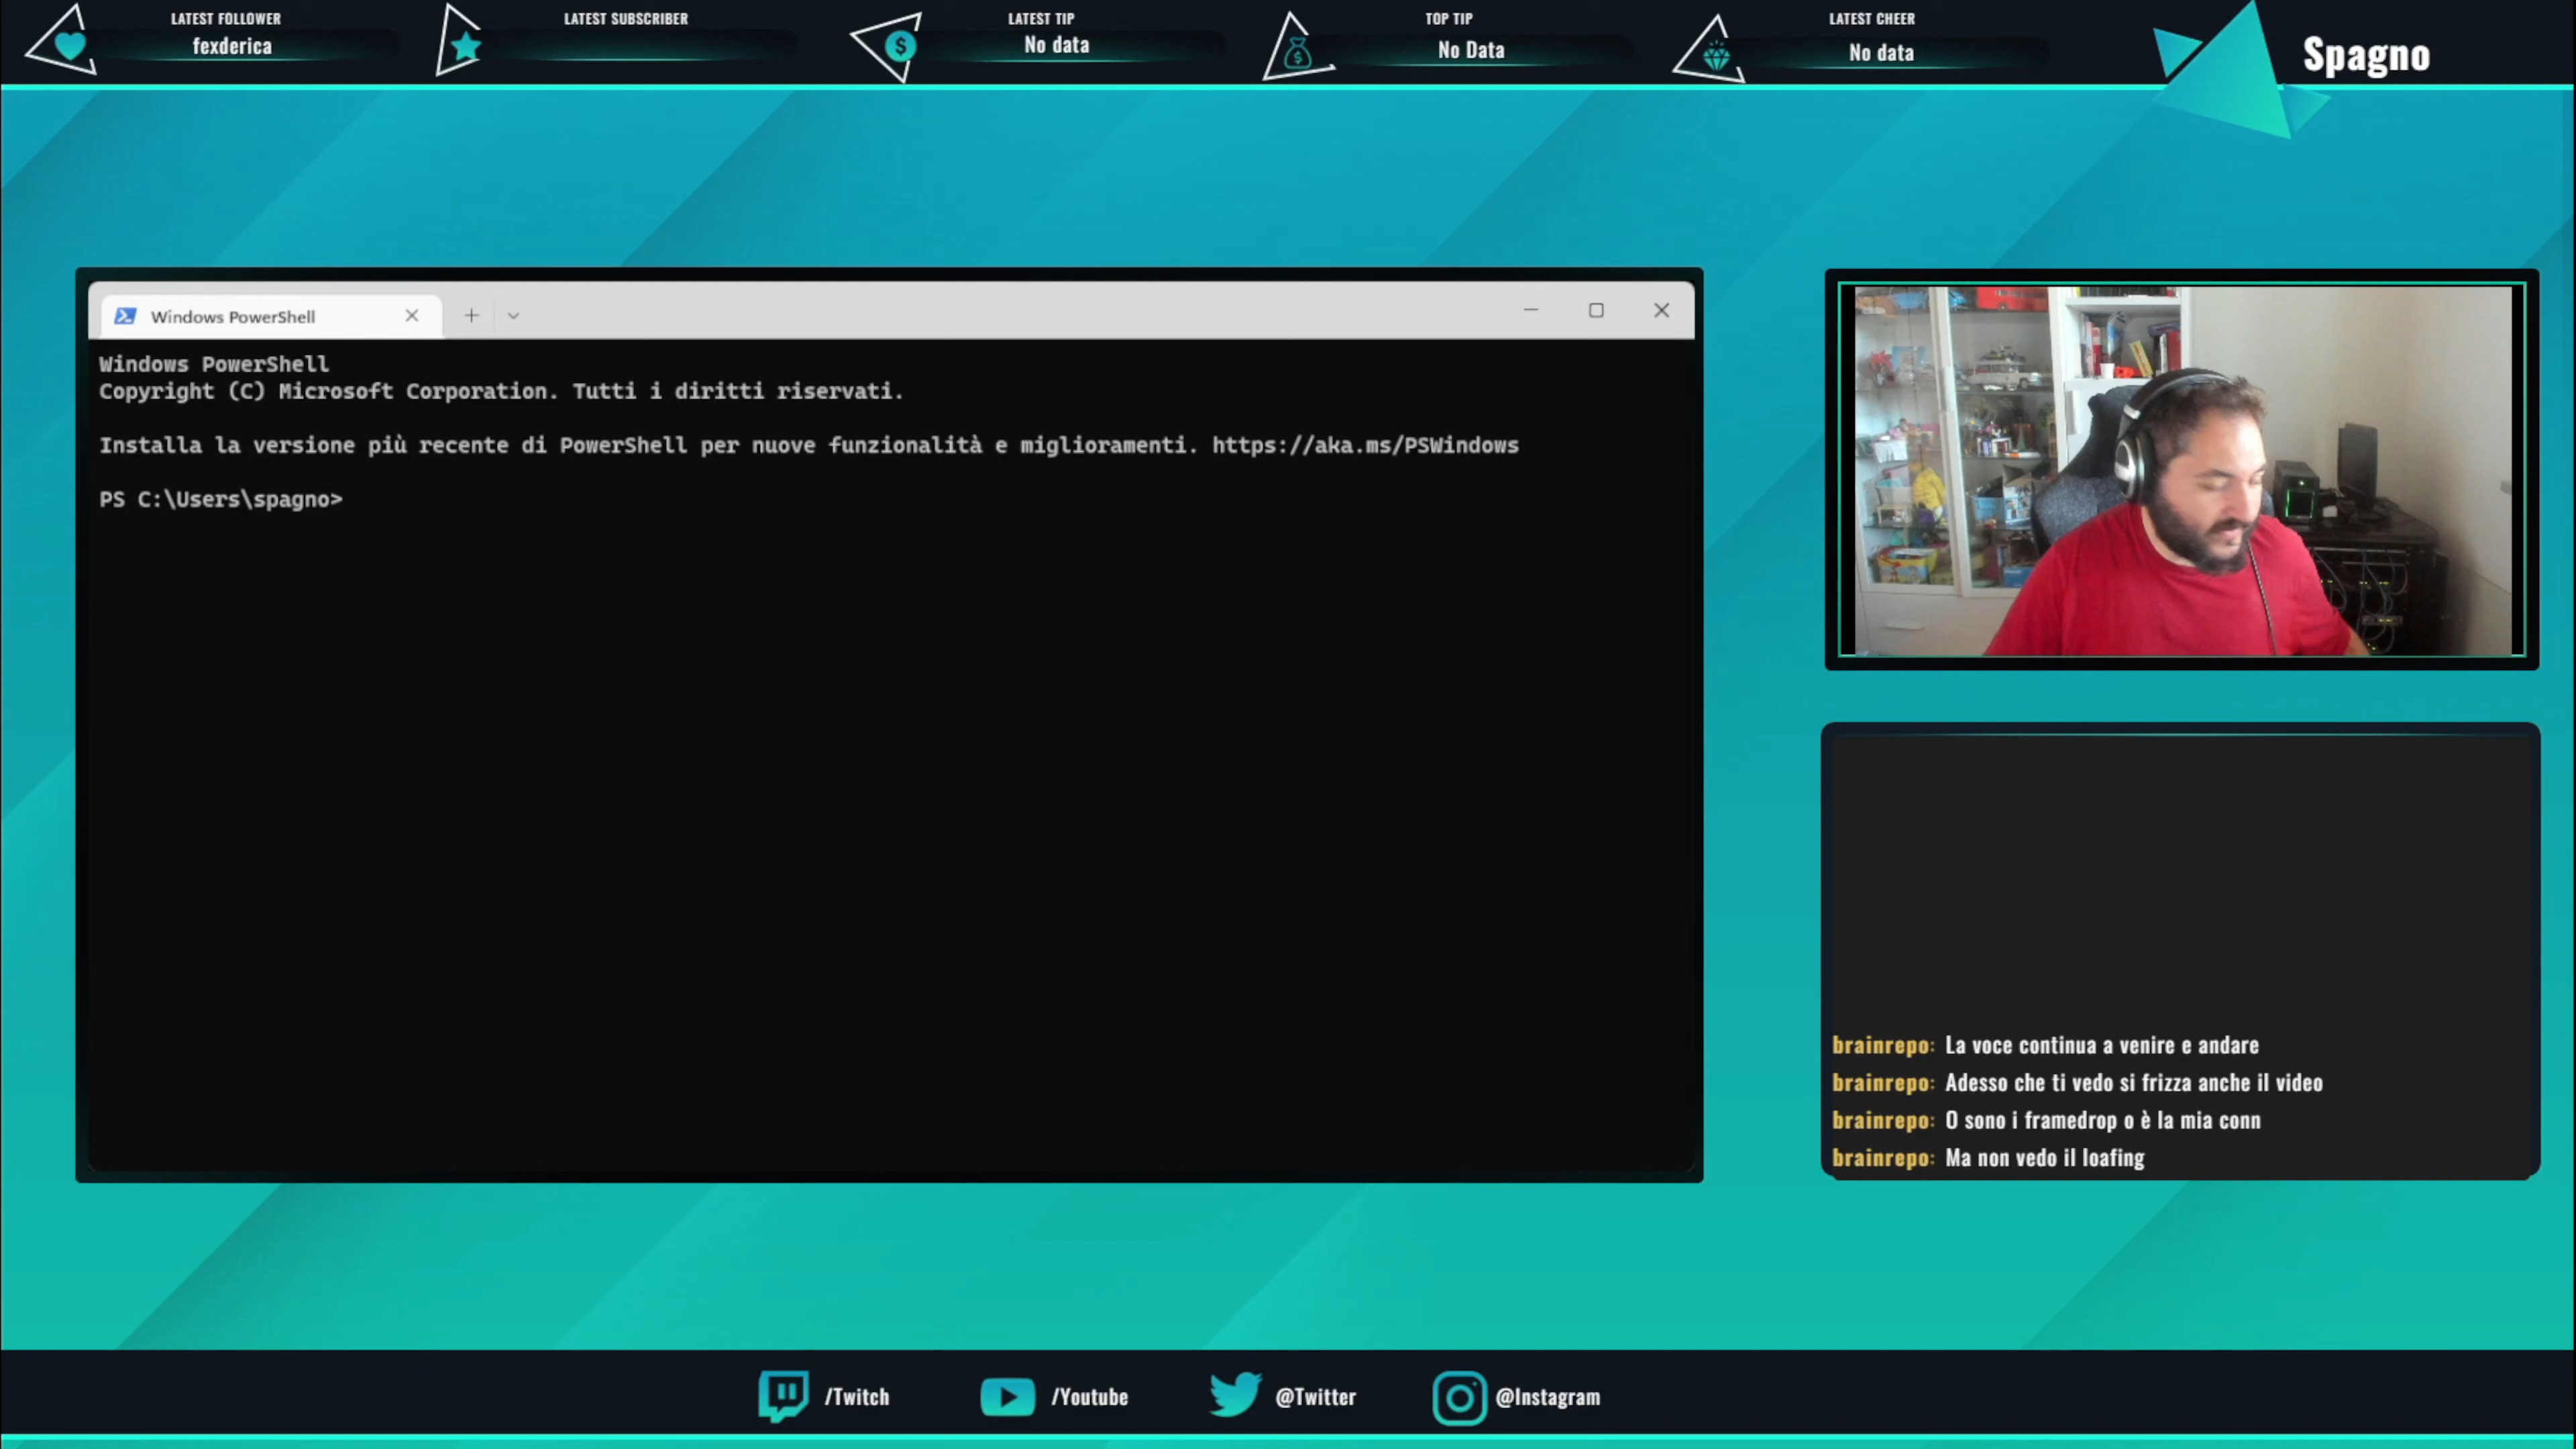 LATEST FOLLOWER
fexderica
LATEST SUBSCRIBER
LATEST TIP
No data
TOP TIP
No Data
LATEST CHEER
No data
Spagno
Windows PowerShell
Windows PowerShell
Copyright (C) Microsoft Corporation. Tutti i diritti riservati.
Installa la versione più recente di PowerShell per nuove funzionalità e miglioramenti. https://aka.ms/PSWindows
PS C:\Users\spagno>
brainrepo: La voce continua a venire e andare
brainrepo: Adesso che ti vedo si frizza anche il video
brainrepo: O sono i framedrop o è la mia conn
brainrepo: Ma non vedo il loafing
/Twitch
/Youtube
@Twitter
@Instagram